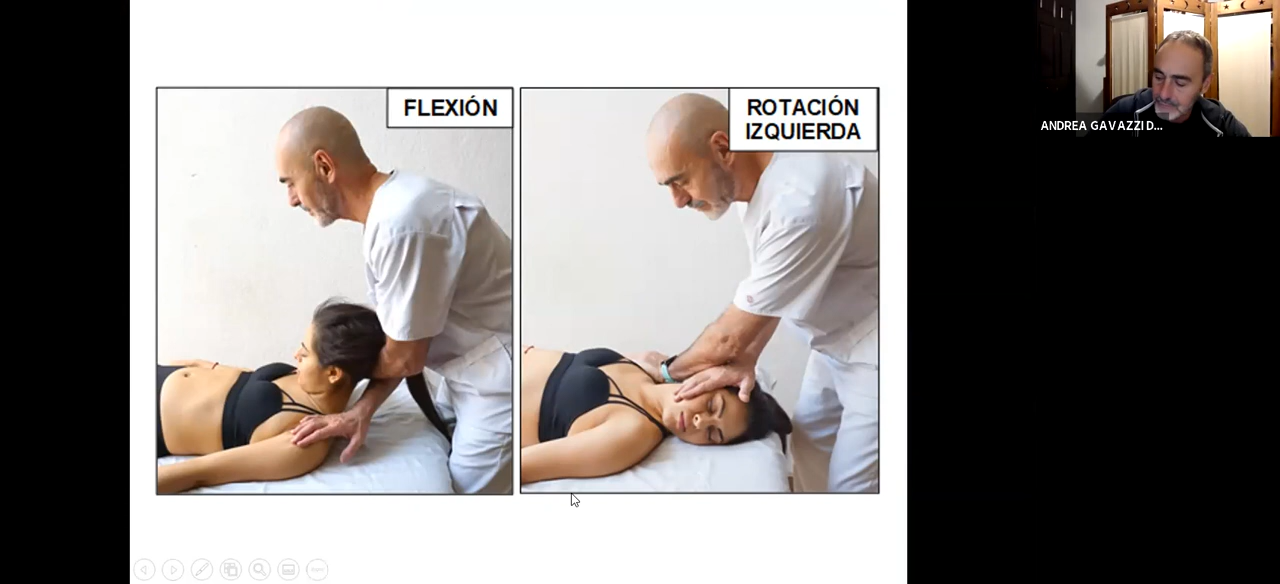 FLEXIÓN
ROTACIÓN
IZQUIERDA
ANDREA GAVAZZI D...